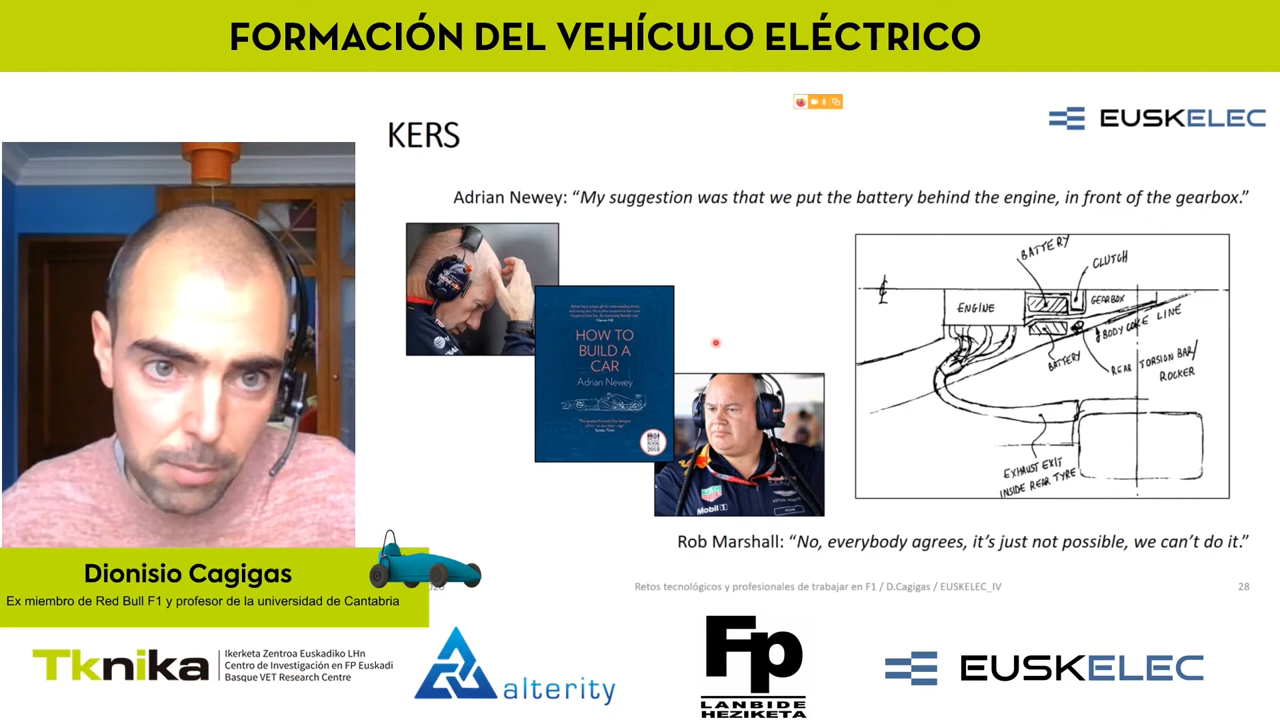 FORMACIÓN DEL VEHÍCULO ELÉCTRICO
EUSKELEC
KERS
Adrian Newey: “My suggestion was that we put the battery behind the engine, in front of the gearbox.”
BATTERY
CLUTCH
ENGINE
GEARBOX
BODY COKE LINE
BATTERY
REAR TORSION BAR/
ROCKER
EXHAUST EXIT
INSIDE REAR TYRE
HOW TO
BUILD A
CAR
Adrian Newey
Mobil 1
Rob Marshall: “No, everybody agrees, it’s just not possible, we can’t do it.”
Dionisio Cagigas
Ex miembro de Red Bull F1 y profesor de la universidad de Cantabria
Retos tecnológicos y profesionales de trabajar en F1 / D.Cagigas / EUSKELEC_IV
28
Tknika
Ikerketa Zentroa Euskadiko LHn
Centro de Investigación en FP Euskadi
Basque VET Research Centre
alterity
Fp
LANBIDE
HEZIKETA
EUSKELEC